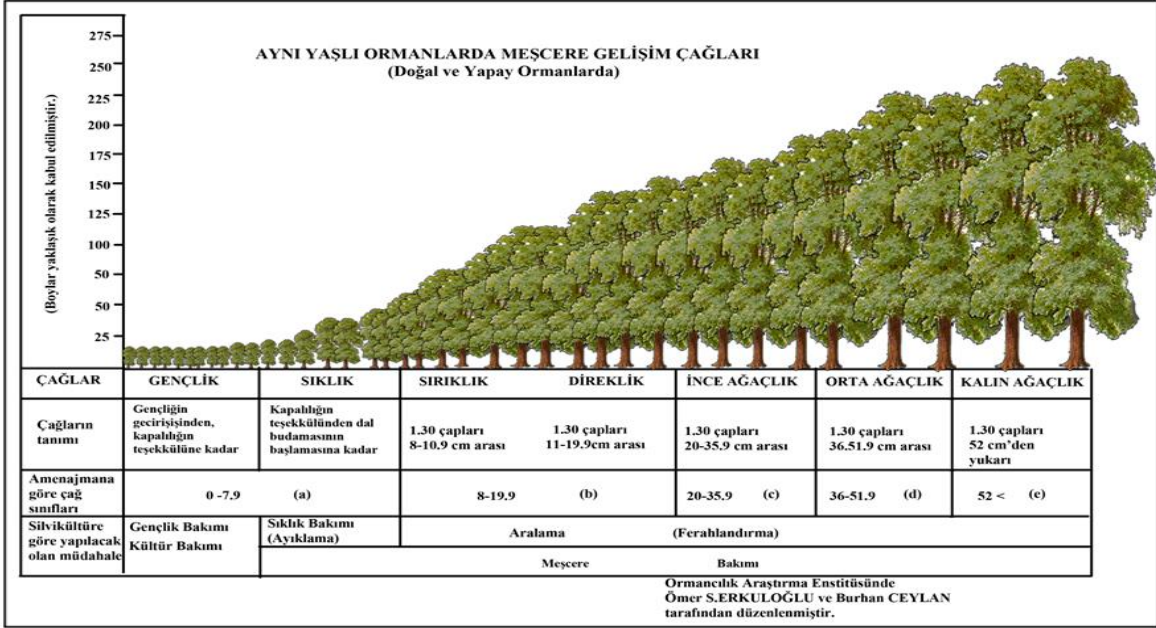 AYNI YAŞLI ORMANLARDA MEŞCERE GELİŞİM ÇAĞLARI
(Doğal ve Yapay Ormanlarda)
(Boylar yaklaşık olarak kabul edilmiştir.)
275
250
225
200
175
150
125
100
50
50
25
ÇAĞLAR GENÇLİK SIKLIK SIRIKLIK DİREKLİK İNCE AĞAÇLIK ORTA AĞAÇLIK KALIN AĞAÇLIK
Çağların
tanımı
Gençliğin
gecirişişinden,
kapalılığın
teşekkülüne kadar
Kapalılığın
teşekkülünden dal
budamasının
başlamasına kadar
1.30 çapları
8-10.9 cm arası
1.30 çapları
11-19.9cm arası
1.30 çapları
20-35.9 cm arası
1.30 çapları
36.51.9 cm arası
1.30 çapları
52 cm'den
yukarı
Amenajmana
göre çağ
sınıfları
0 -7.9 (a)
8-19.9 (b)
20-35.9 (c)
36-51.9 (d)
52 < (e)
Silvikültüre
göre yapılacak
olan müdahale
Gençlik Bakımı
Kültür Bakımı
Sıklık Bakımı
(Ayıklama)
Aralama (Ferahlandırma)
Meşcere Bakımı
Ormancılık Araştırma Enstitüsünde
Ömer S.ERKULOĞLU ve Burhan CEYLAN
tarafından düzenlenmiştir.